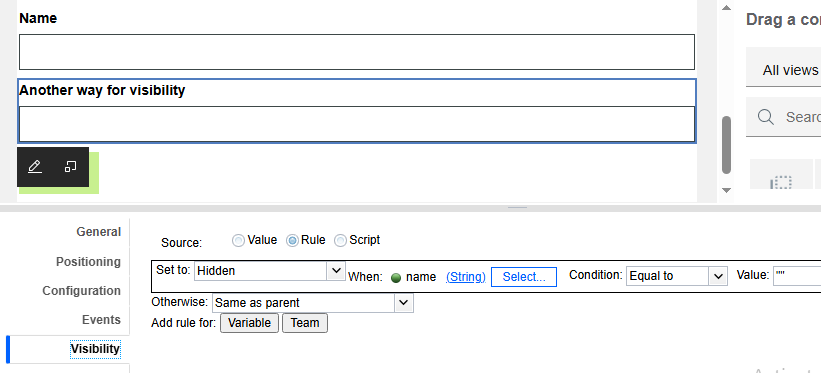 Name
Drag a co
Another way for visibility
All views
Searc
General
Positioning
Configuration
Events
Visibility
Source: Value Rule Script
Set to: Hidden When: name (String) Select... Condition: Equal to Value: ""
Otherwise: Same as parent
Add rule for: Variable Team